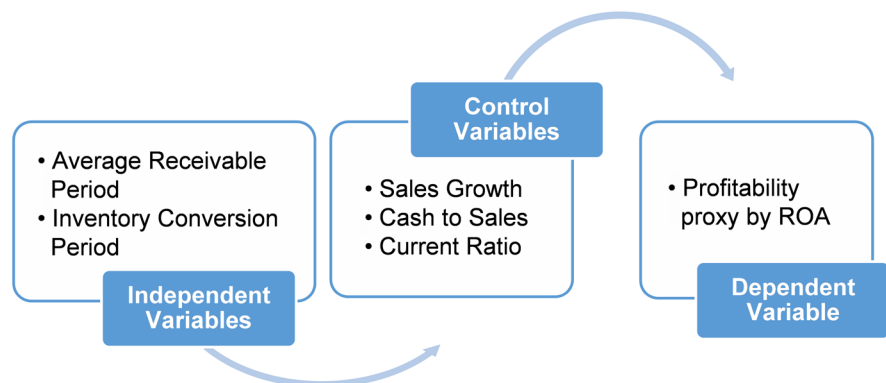 • Average Receivable
Period
• Inventory Conversion
Period
Independent
Variables
Control
Variables
• Sales Growth
• Cash to Sales
• Current Ratio
• Profitability
proxy by ROA
Dependent
Variable